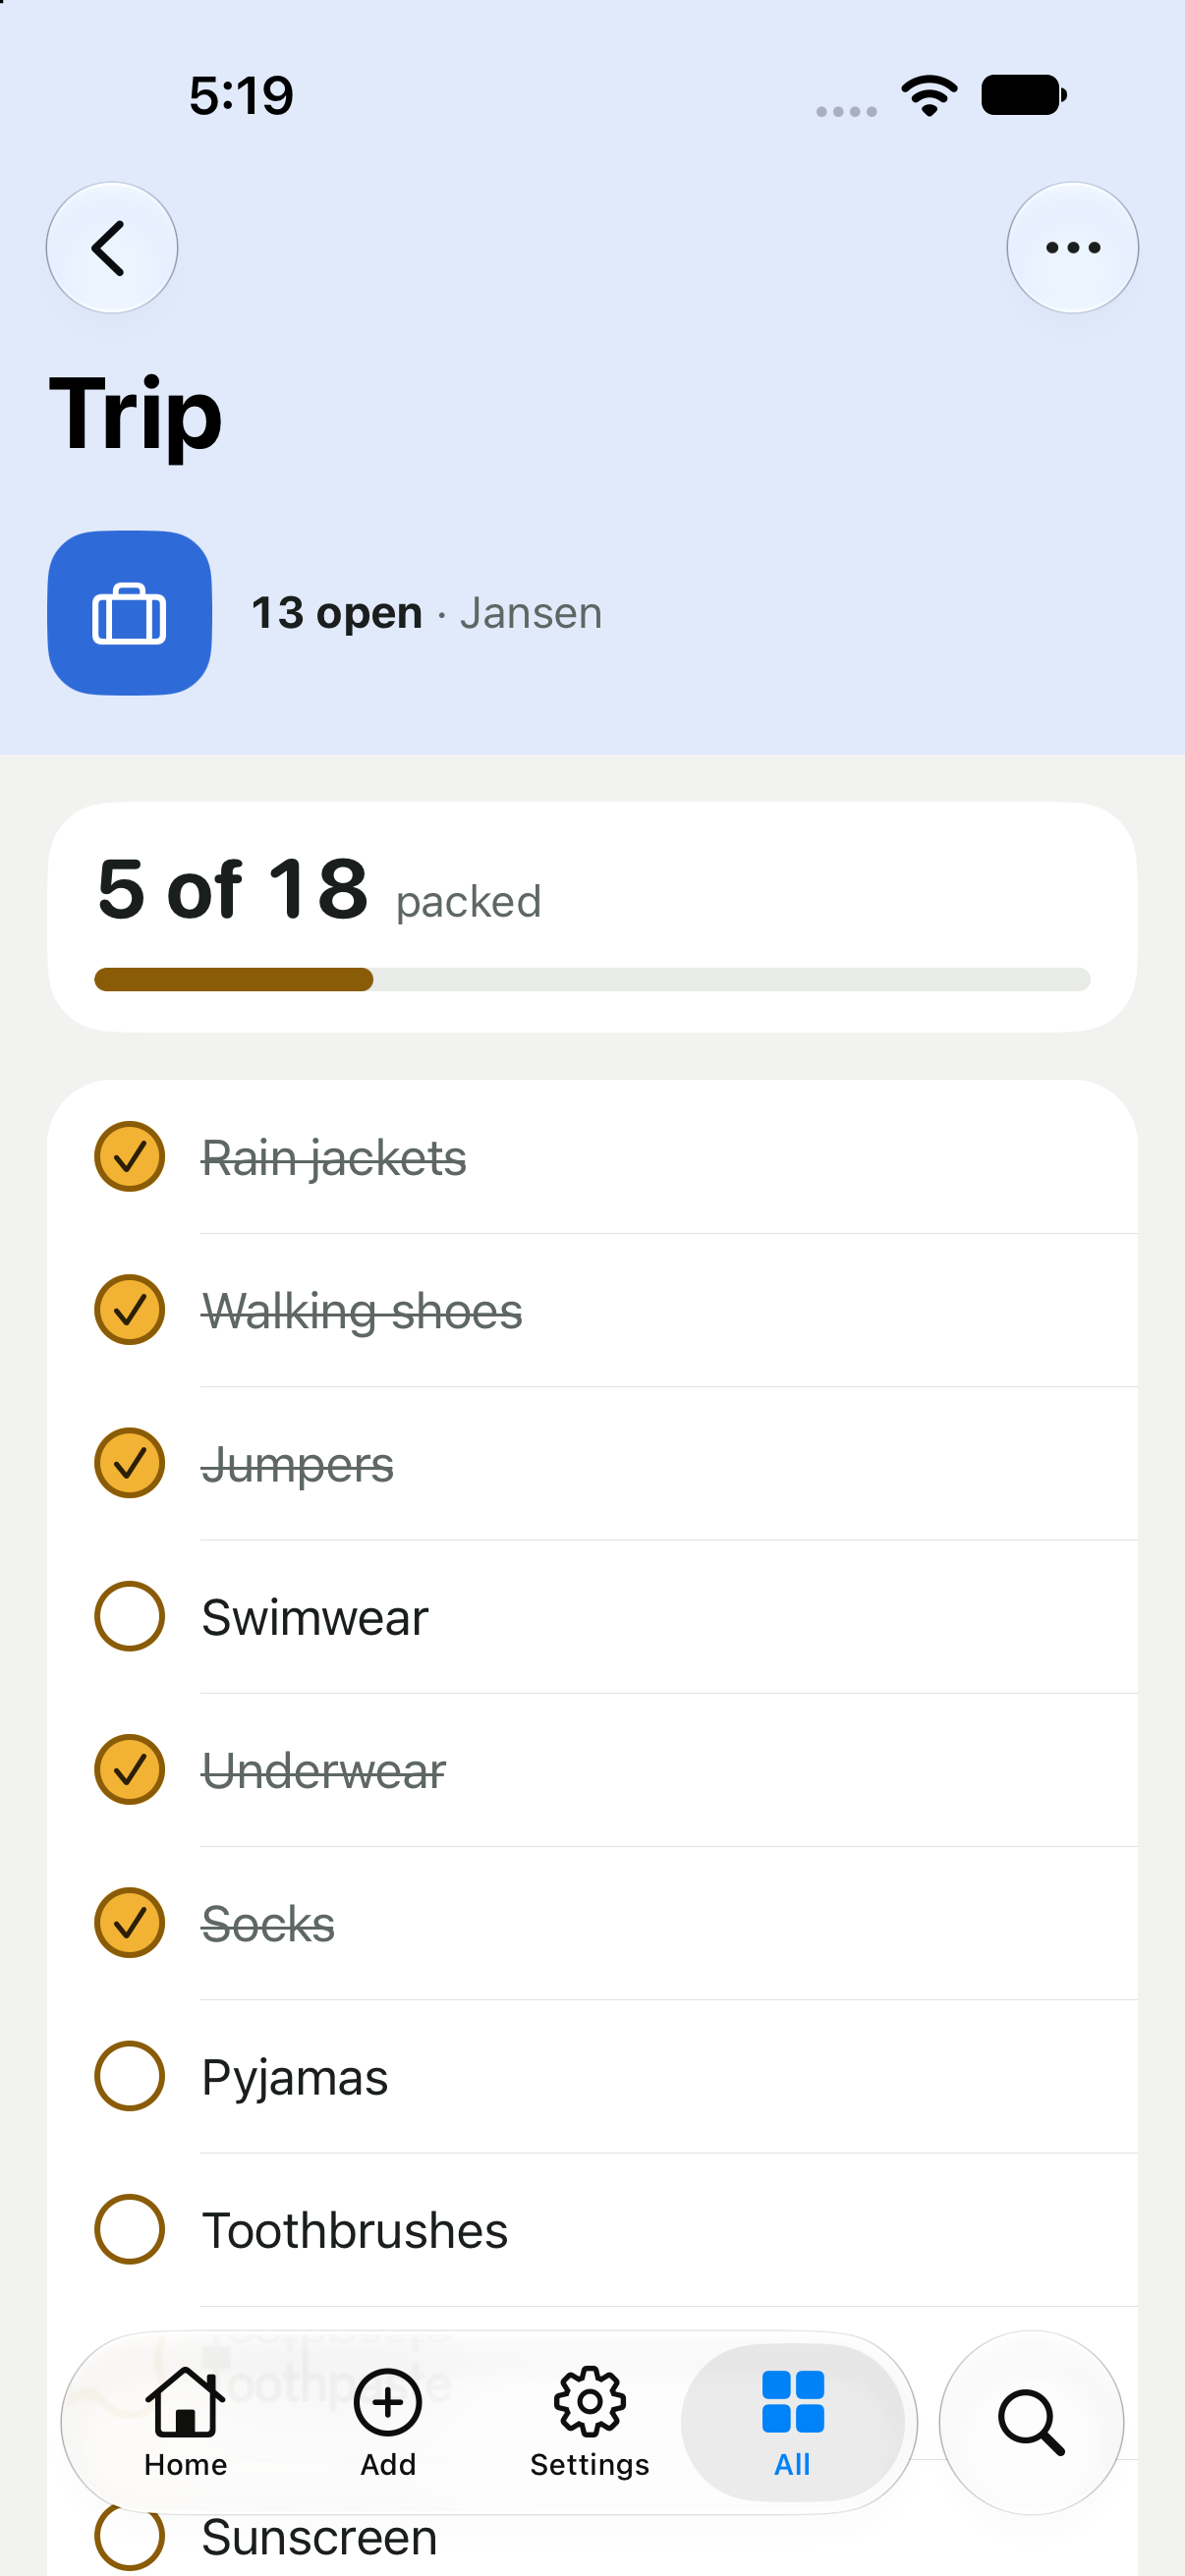 5:19
Trip
13 open · Jansen
5 of 18 packed
Rain jackets
Walking shoes
Jumpers
Swimwear
Underwear
Socks
Pyjamas
Toothbrushes
Toothpaste
Home
Add
Settings
All
Sunscreen